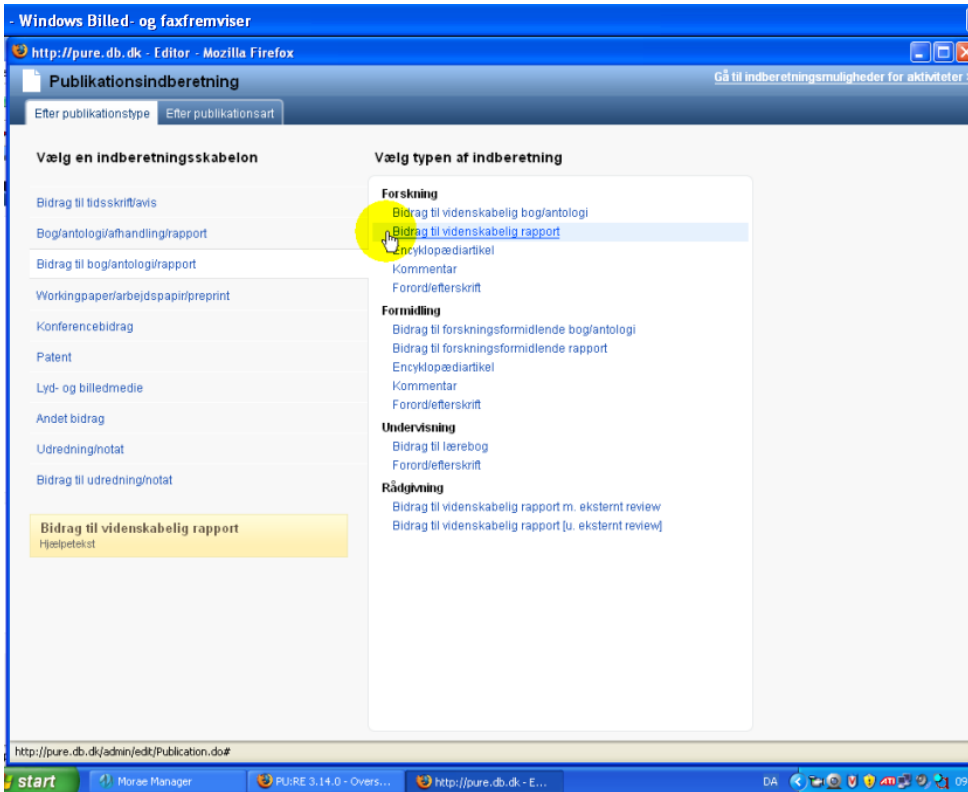 - Windows Billed- og faxfremviser
http://pure.db.dk - Editor - Mozilla Firefox
Publikationsindberetning
Gå til indberetningsmuligheder for aktiviteter
Efter publikationstype
Efter publikationsart
Vælg en indberetningsskabelon
Bidrag til tidsskrift/avis
Bog/antologi/afhandling/rapport
Bidrag til bog/antologi/rapport
Workingpaper/arbejdspapir/preprint
Konferencebidrag
Patent
Lyd- og billedmedie
Andet bidrag
Udredning/notat
Bidrag til udredning/notat
Bidrag til videnskabelig rapport
Hjælpetekst
Vælg typen af indberetning
Forskning
Bidrag til videnskabelig bog/antologi
Bidrag til videnskabelig rapport
Encyklopædiartikel
Kommentar
Forord/efterskrift
Formidling
Bidrag til forskningsformidlende bog/antologi
Bidrag til forskningsformidlende rapport
Encyklopædiartikel
Kommentar
Forord/efterskrift
Undervisning
Bidrag til lærebog
Forord/efterskrift
Rådgivning
Bidrag til videnskabelig rapport m. eksternt review
Bidrag til videnskabelig rapport [u. eksternt review]
http://pure.db.dk/admin/edit/Publication.do#
start
Morae Manager
PU:RE 3.14.0 - Overs...
http://pure.db.dk - E...
DA
09